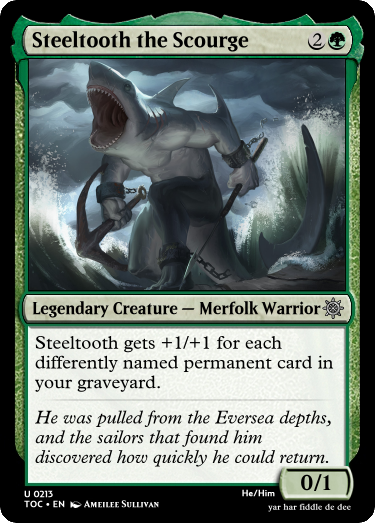 Steeltooth the Scourge 2
Legendary Creature — Merfolk Warrior
Steeltooth gets +1/+1 for each
differently named permanent card in
your graveyard.
He was pulled from the Eversea depths,
and the sailors that found him
discovered how quickly he could return.
0/1
U 0213
He/Him
TOC • EN Ameilee Sullivan
yar har fiddle de dee